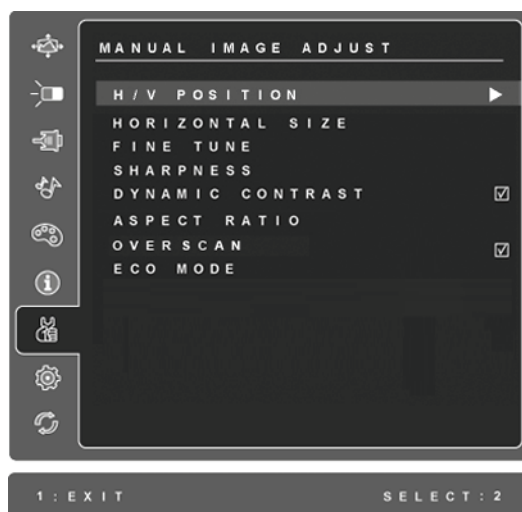 MANUAL IMAGE ADJUST
H/V POSITION
HORIZONTAL SIZE
FINE TUNE
SHARPNESS
DYNAMIC CONTRAST
ASPECT RATIO
OVERSCAN
ECO MODE
1:EXIT SELECT:2